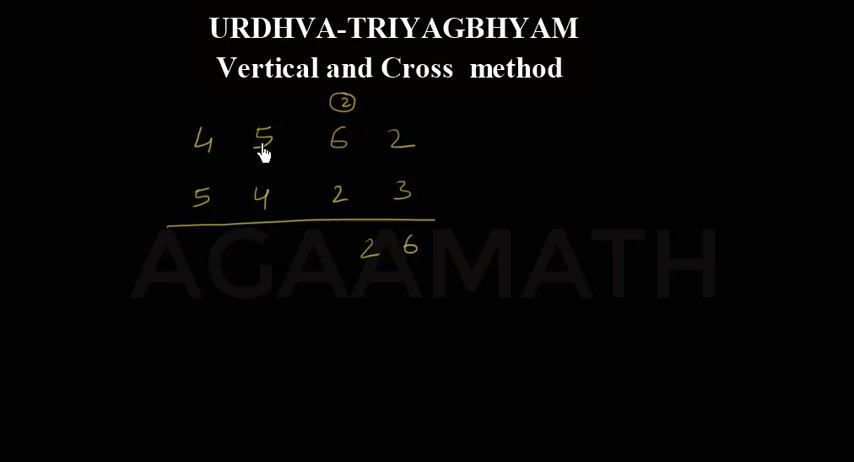 URDHVA-TRIYAGBHYAM
Vertical and Cross method
②
4 5 6 2
5 4 2 3
2 6
AGAAMATH